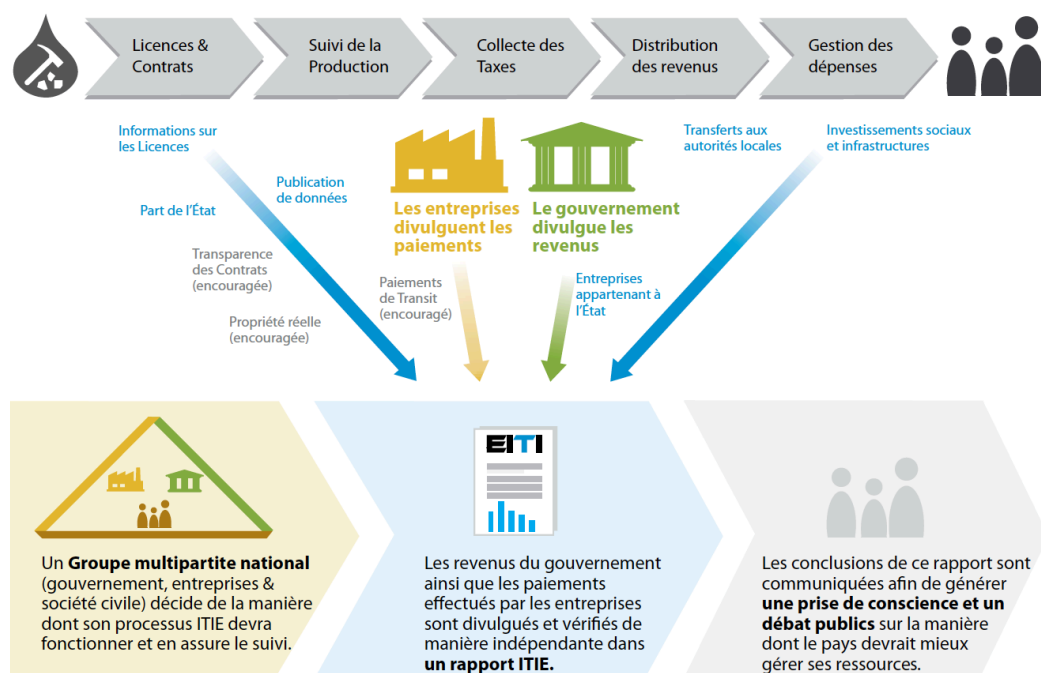 Licences &
Contrats
Suivi de la
Production
Collecte des
Taxes
Distribution
des revenus
Gestion des
dépenses
Informations sur
les Licences
Part de l'État
Publication
de données
Transparence
des Contrats
(encouragée)
Propriété réelle
(encouragée)
Les entreprises
divulguent les
paiements
Le gouvernement
divulgue les
revenus
Paiements
de Transit
(encouragé)
Entreprises
appartenant à
l'État
Transferts aux
autorités locales
Investissements sociaux
et infrastructures
Un Groupe multipartite national
(gouvernement, entreprises &
société civile) décide de la manière
dont son processus ITIE devra
fonctionner et en assure le suivi.
EITI
Les revenus du gouvernement
ainsi que les paiements
effectués par les entreprises
sont divulgués et vérifiés de
manière indépendante dans
un rapport ITIE.
Les conclusions de ce rapport sont
communiquées afin de générer
une prise de conscience et un
débat publics sur la manière
dont le pays devrait mieux
gérer ses ressources.